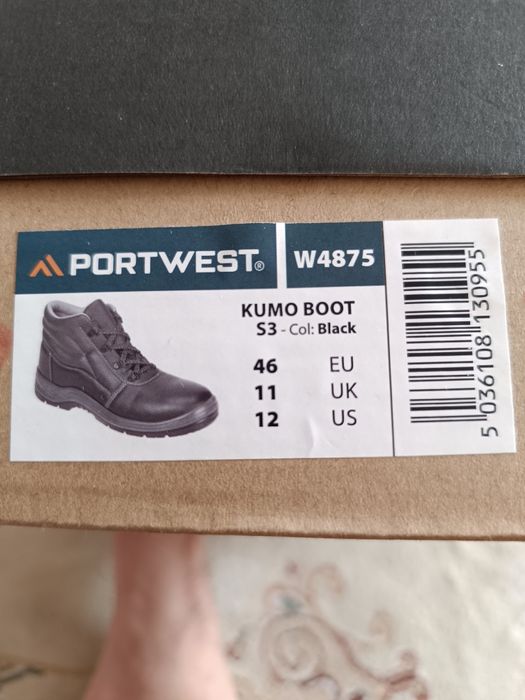 PORTWEST®
W4875
KUMO BOOT
S3 - Col: Black
46 EU
11 UK
12 US
5 036108 130955